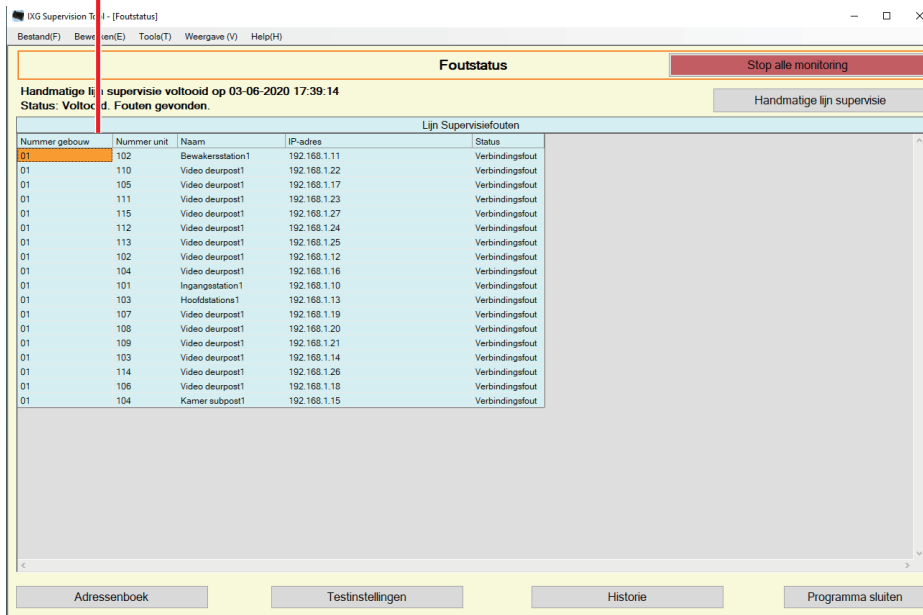 IXG Supervision Tool - [Foutstatus]
Bestand(F) Bewerken(E) Tools(T) Weergave (V) Help(H)
Foutstatus
Stop alle monitoring
Handmatige lijn supervisie voltooid op 03-06-2020 17:39:14
Status: Voltooid. Fouten gevonden.
Handmatige lijn supervisie
Lijn Supervisiefouten
Nummer gebouw Nummer unit Naam IP-adres Status
01 102 Bewakersstation1 192.168.1.11 Verbindingsfout
01 110 Video deurpost1 192.168.1.22 Verbindingsfout
01 105 Video deurpost1 192.168.1.17 Verbindingsfout
01 111 Video deurpost1 192.168.1.23 Verbindingsfout
01 115 Video deurpost1 192.168.1.27 Verbindingsfout
01 112 Video deurpost1 192.168.1.24 Verbindingsfout
01 113 Video deurpost1 192.168.1.25 Verbindingsfout
01 102 Video deurpost1 192.168.1.12 Verbindingsfout
01 104 Video deurpost1 192.168.1.16 Verbindingsfout
01 101 Ingangsstation1 192.168.1.10 Verbindingsfout
01 103 Hoofdstations1 192.168.1.13 Verbindingsfout
01 107 Video deurpost1 192.168.1.19 Verbindingsfout
01 108 Video deurpost1 192.168.1.20 Verbindingsfout
01 109 Video deurpost1 192.168.1.21 Verbindingsfout
01 103 Video deurpost1 192.168.1.14 Verbindingsfout
01 114 Video deurpost1 192.168.1.26 Verbindingsfout
01 106 Video deurpost1 192.168.1.18 Verbindingsfout
01 104 Kamer subpost1 192.168.1.15 Verbindingsfout
Adressenboek Testinstellingen Historie Programma sluiten